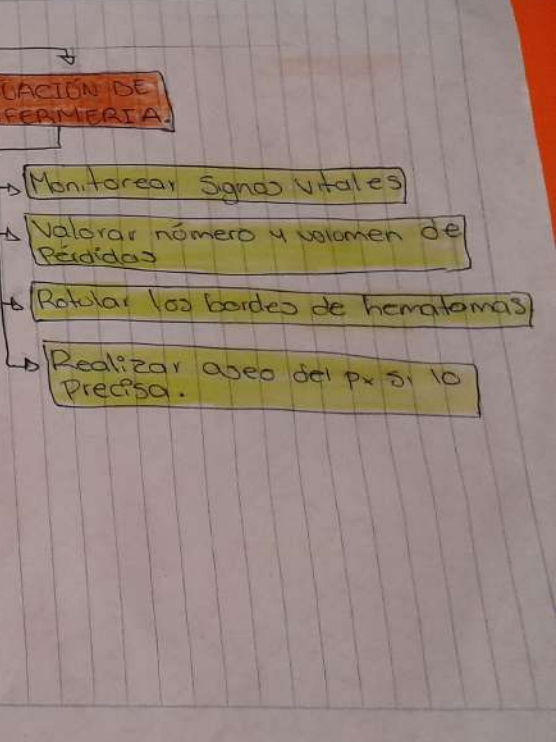 UACIÓN DE
FERMERIA.
Monitorear signos vitales
Valorar número y volumen de
Pérdidas
Rotular los bordes de hematomas
Realizar aseo del px si lo
Precisa.